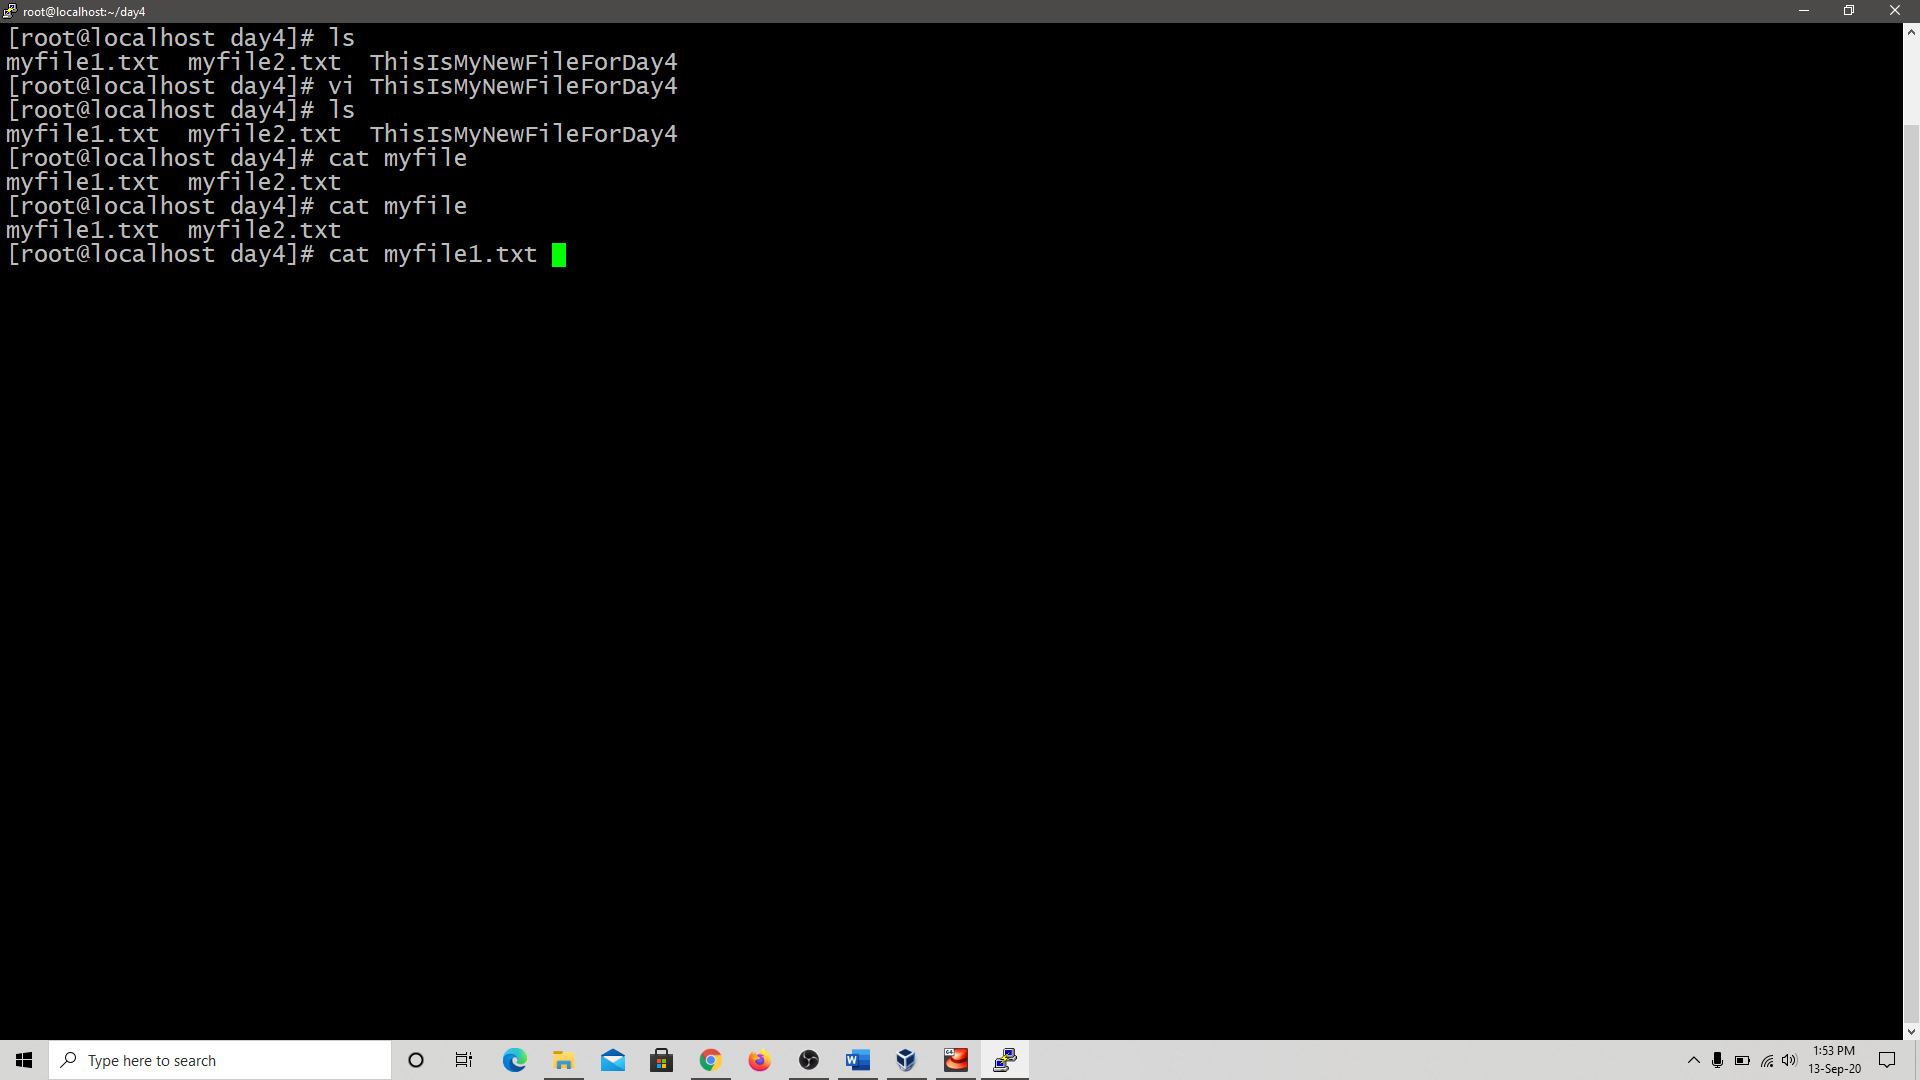 root@localhost:~/day4
[root@localhost day4]# ls
myfile1.txt  myfile2.txt  ThisIsMyNewFileForDay4
[root@localhost day4]# vi ThisIsMyNewFileForDay4
[root@localhost day4]# ls
myfile1.txt  myfile2.txt  ThisIsMyNewFileForDay4
[root@localhost day4]# cat myfile
myfile1.txt  myfile2.txt
[root@localhost day4]# cat myfile
myfile1.txt  myfile2.txt
[root@localhost day4]# cat myfile1.txt
Type here to search
1:53 PM
13-Sep-20